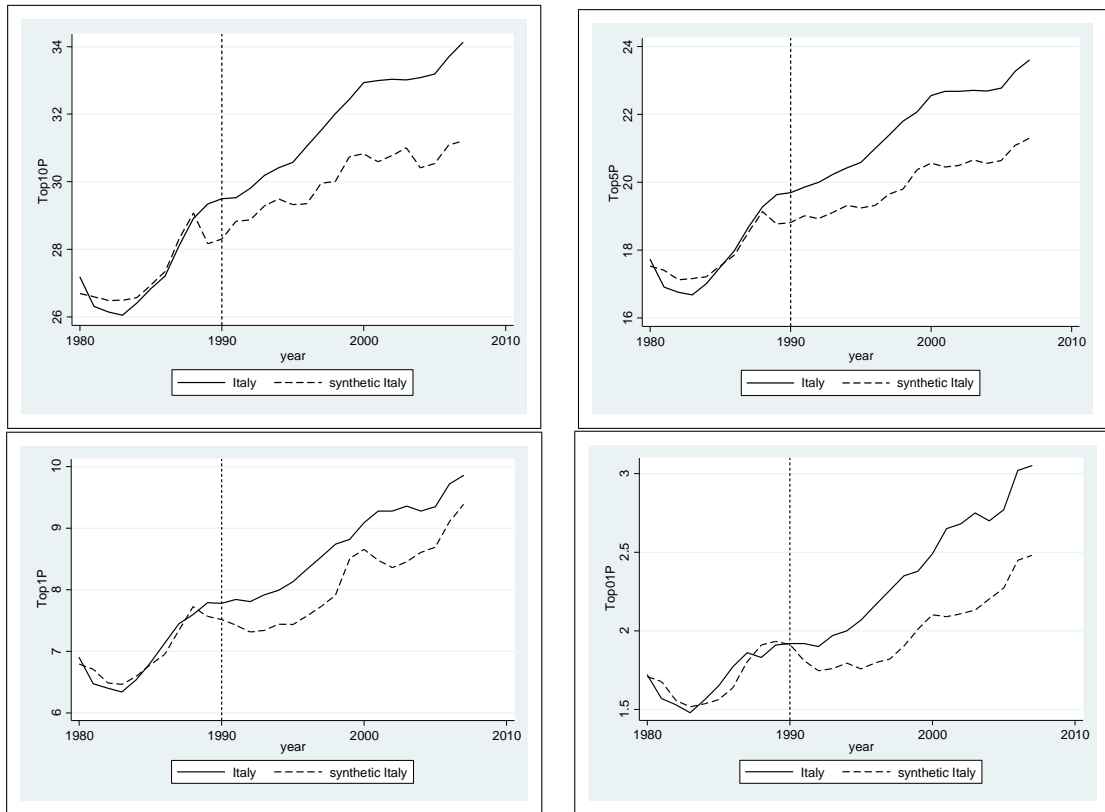 Top10P
34
32
30
28
26
1980
1990
2000
2010
year
Italy
synthetic Italy
Top5P
24
22
20
18
16
1980
1990
2000
2010
year
Italy
synthetic Italy
Top1P
10
9
8
7
6
1980
1990
2000
2010
year
Italy
synthetic Italy
Top01P
3
2.5
2
1.5
1980
1990
2000
2010
year
Italy
synthetic Italy